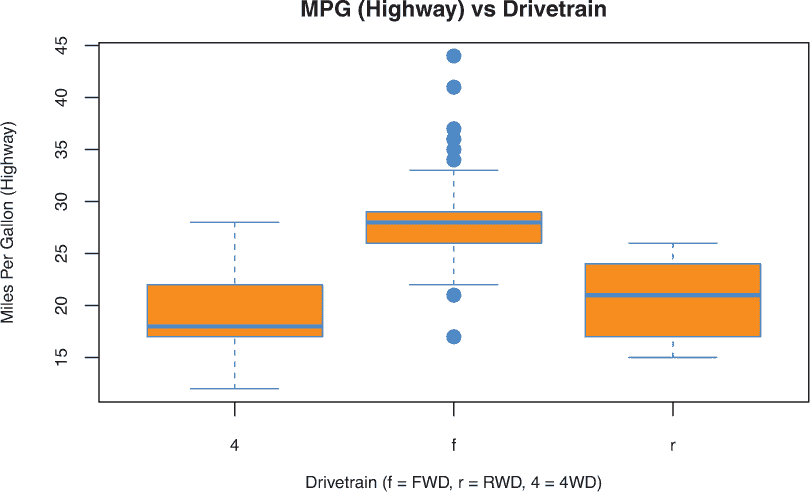 MPG (Highway) vs Drivetrain
Miles Per Gallon (Highway)
45
40
35
30
25
20
15
4 f r
Drivetrain (f = FWD, r = RWD, 4 = 4WD)